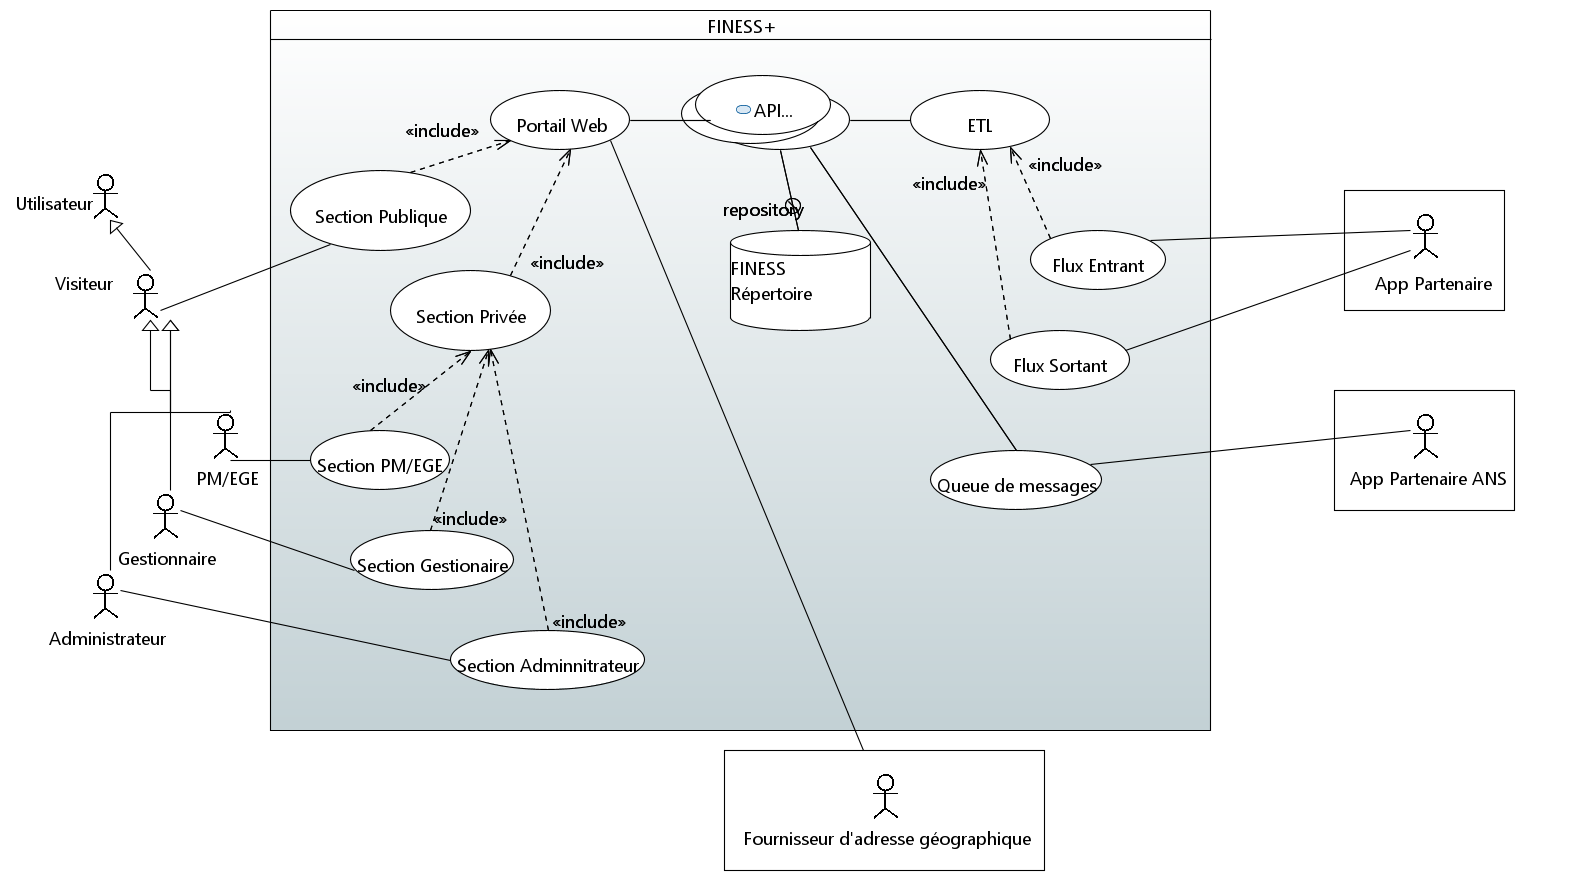 FINESS+
Portail Web
API...
ETL
«include»
«include»
«include»
Utilisateur
Section Publique
repository
Visiteur
«include»
FINESS
Répertoire
Flux Entrant
App Partenaire
Section Privée
Flux Sortant
«include»
Section PM/EGE
PM/EGE
Queue de messages
App Partenaire ANS
«include»
Gestionnaire
Section Gestionaire
«include»
Administrateur
Section Adminnitrateur
Fournisseur d'adresse géographique